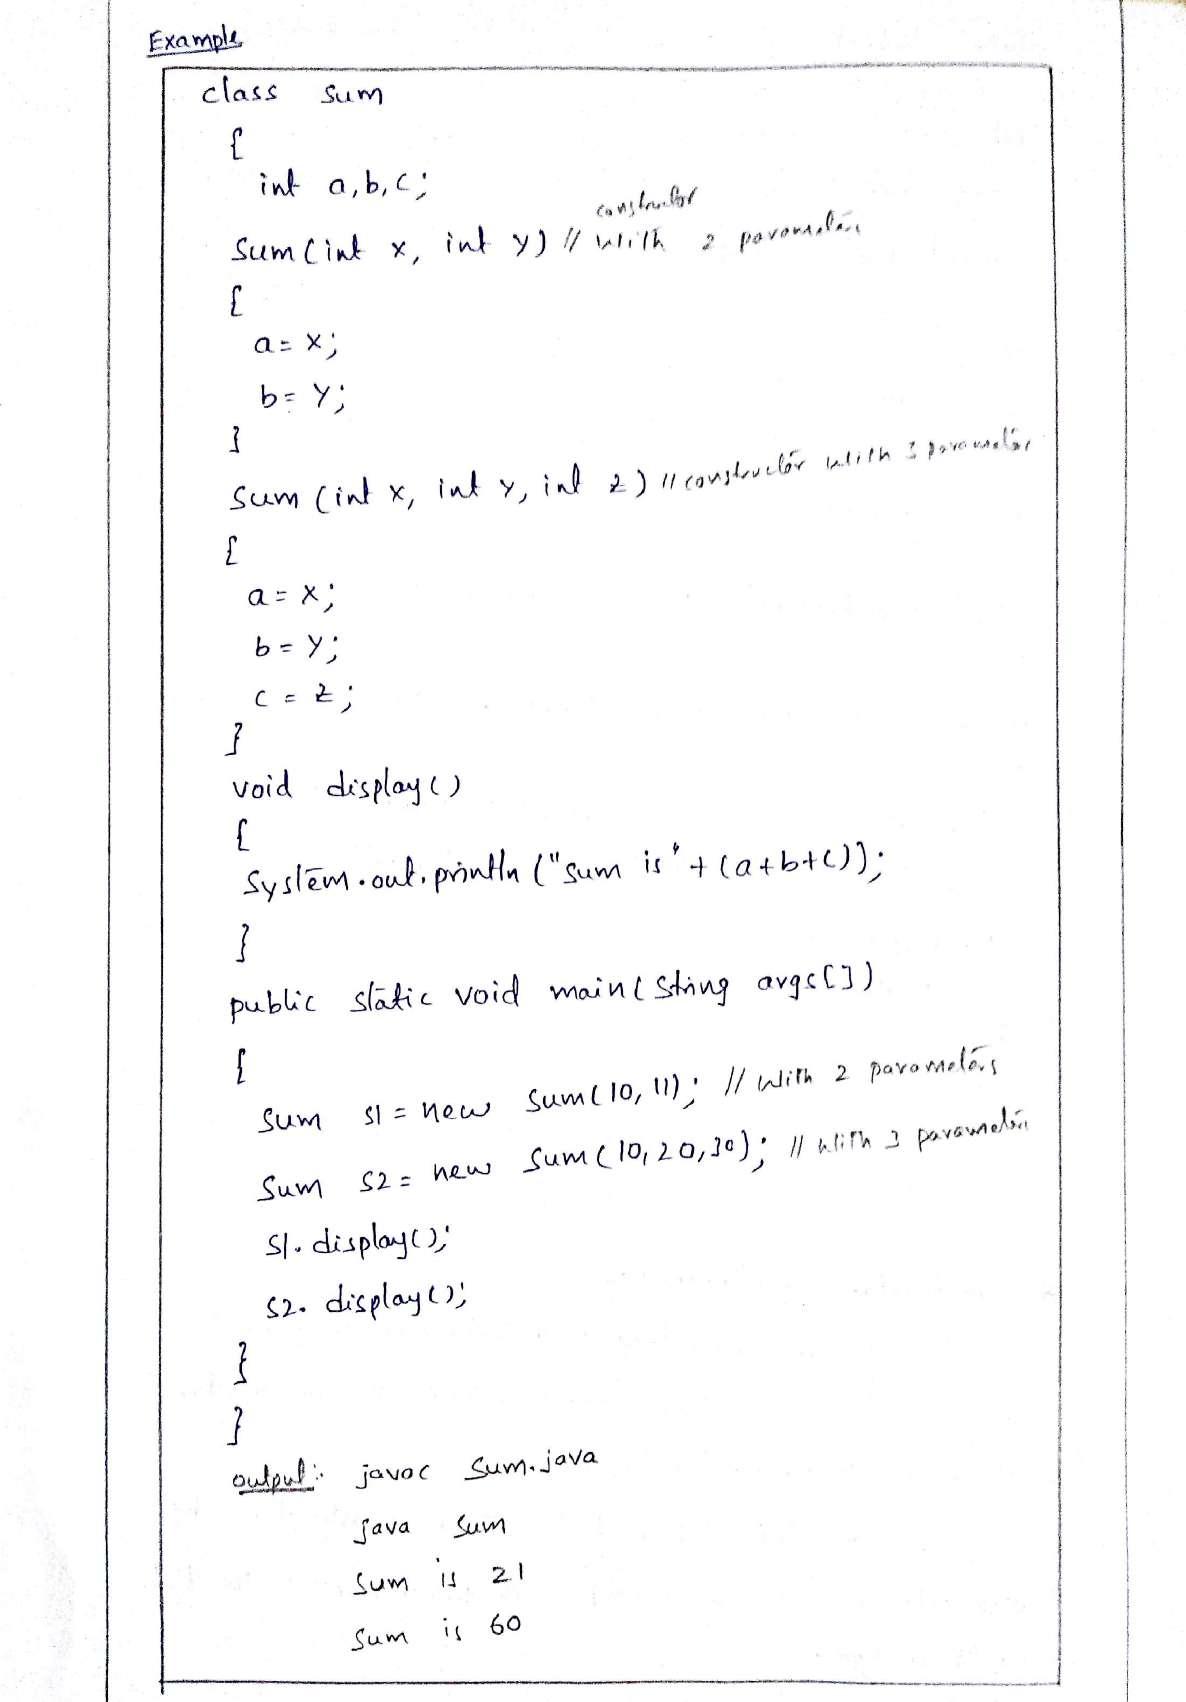 Example
class Sum
{
int a,b,c;
constructor
Sum(int x, int y) // with 2 parameters
{
a = x;
b = y;
}
Sum (int x, int y, int z) // constructor with 3 parameters
{
a = x;
b = y;
c = z;
}
void display()
{
System.out.println ("Sum is" + (a+b+c));
}
public static void main(String args[])
{
Sum s1 = new Sum(10, 11); // with 2 parameters
Sum s2 = new Sum(10,20,30); // with 3 parameters
s1.display();
s2.display();
}
}
output: javac Sum.java
java Sum
Sum is 21
Sum is 60